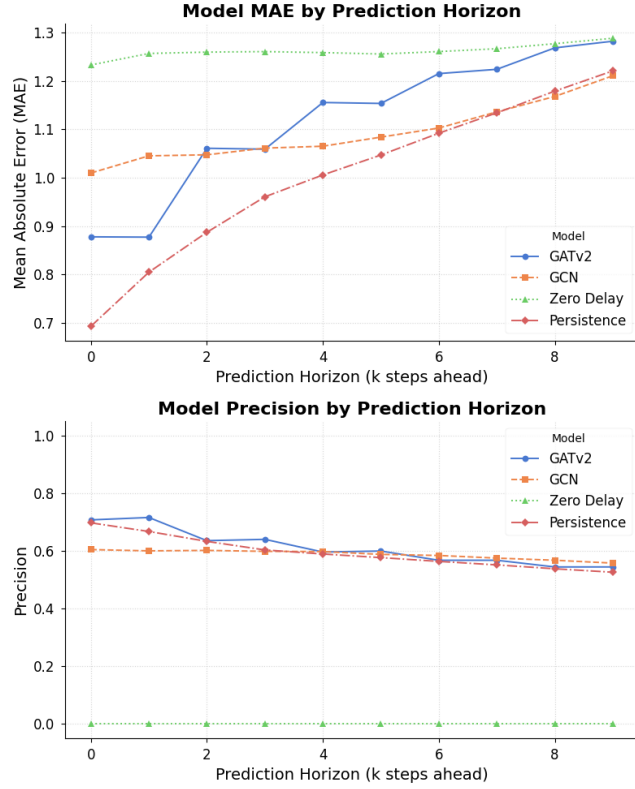 Model MAE by Prediction Horizon
1.3
1.2
1.1
1.0
0.9
0.8
0.7
Mean Absolute Error (MAE)
Model
GATv2
GCN
Zero Delay
Persistence
0 2 4 6 8
Prediction Horizon (k steps ahead)
Model Precision by Prediction Horizon
1.0
0.8
0.6
0.4
0.2
0.0
Precision
Model
GATv2
GCN
Zero Delay
Persistence
0 2 4 6 8
Prediction Horizon (k steps ahead)